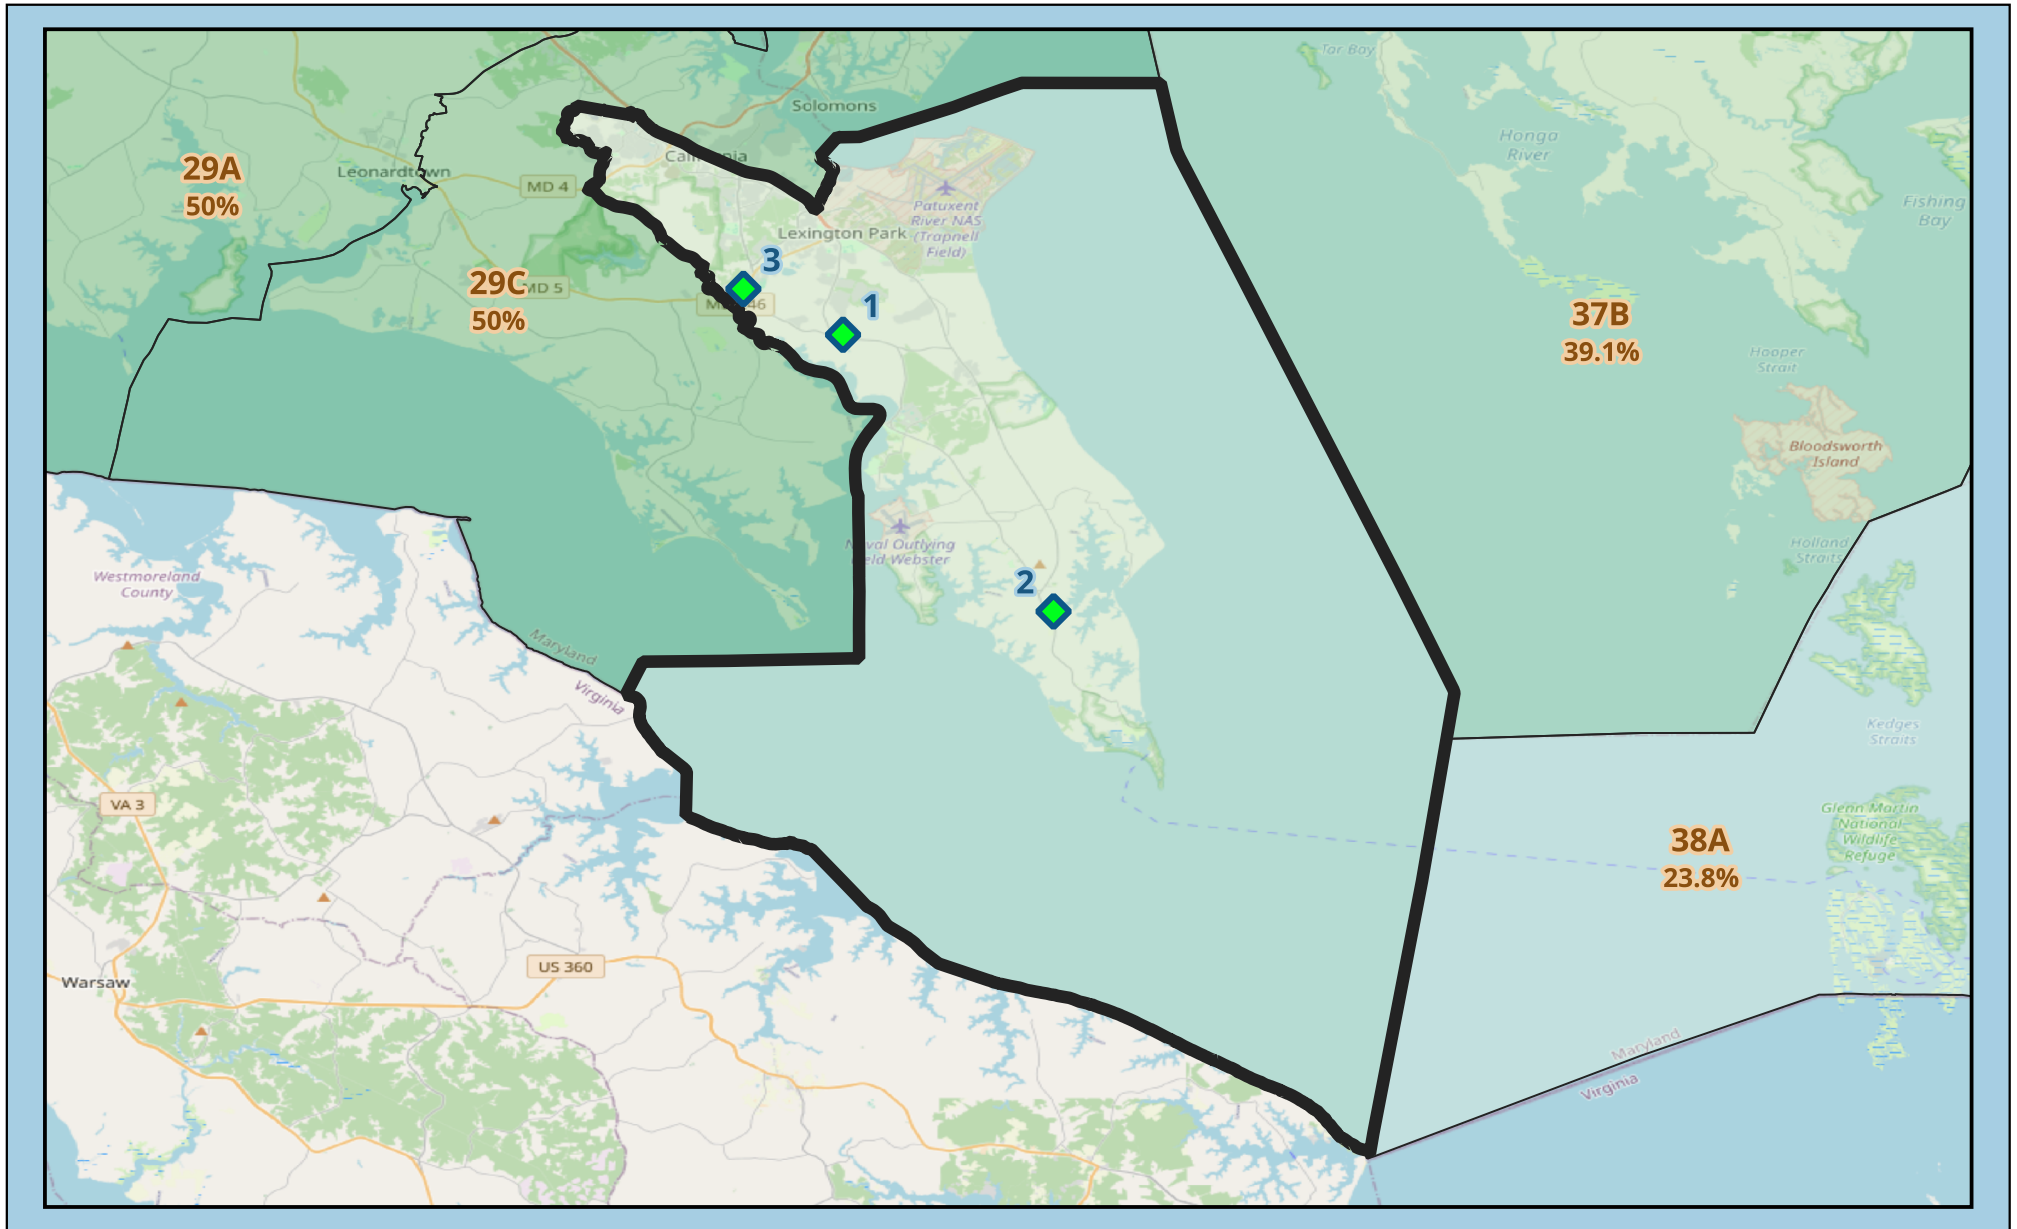 Tar Bay
Solomons
Honga
River
California
29A
50%
Leonardtown
MD 4
Patuxent
River NAS
(Trapnell
Field)
Fishing
Bay
Lexington Park
3
29C
50%
MD 5
1
37B
39.1%
Hooper
Strait
Bloodsworth
Island
Naval Outlying
Field Webster
Holland
Straits
Westmoreland
County
2
Maryland
Virginia
Kedges
Straits
VA 3
Glenn Martin
National
Wildlife
Refuge
38A
23.8%
US 360
Warsaw
Maryland
Virginia